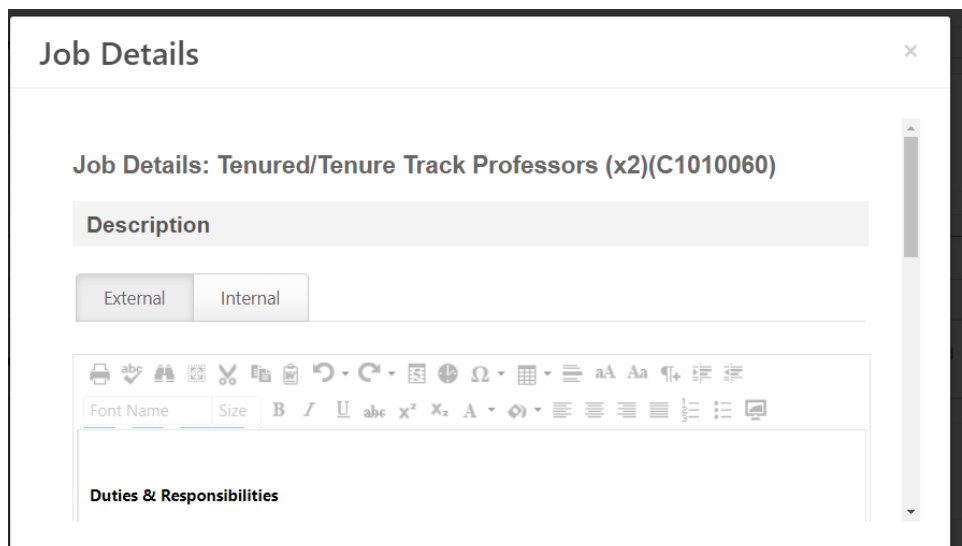 Job Details
×
Job Details: Tenured/Tenure Track Professors (x2)(C1010060)
Description
External Internal
abc Ω aA Aa
Font Name Size B I U abc x² X₂ A
Duties & Responsibilities